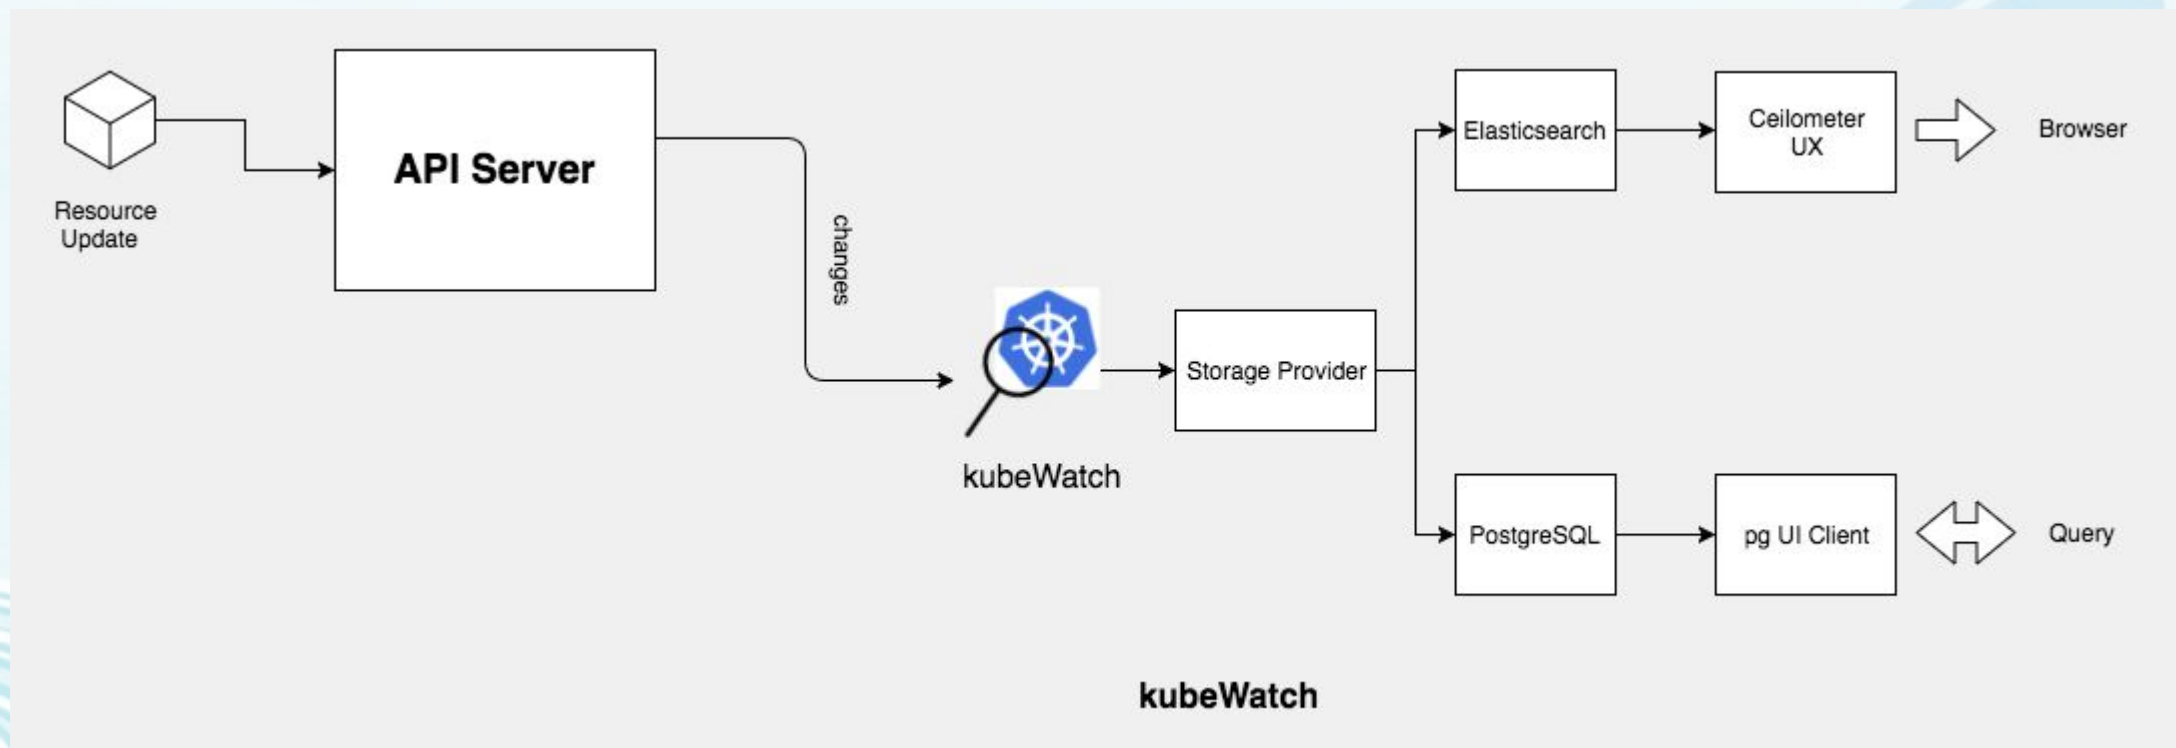 Resource
Update
API Server
changes
kubeWatch
Storage Provider
Elasticsearch
Ceilometer
UX
Browser
PostgreSQL
pg UI Client
Query
kubeWatch